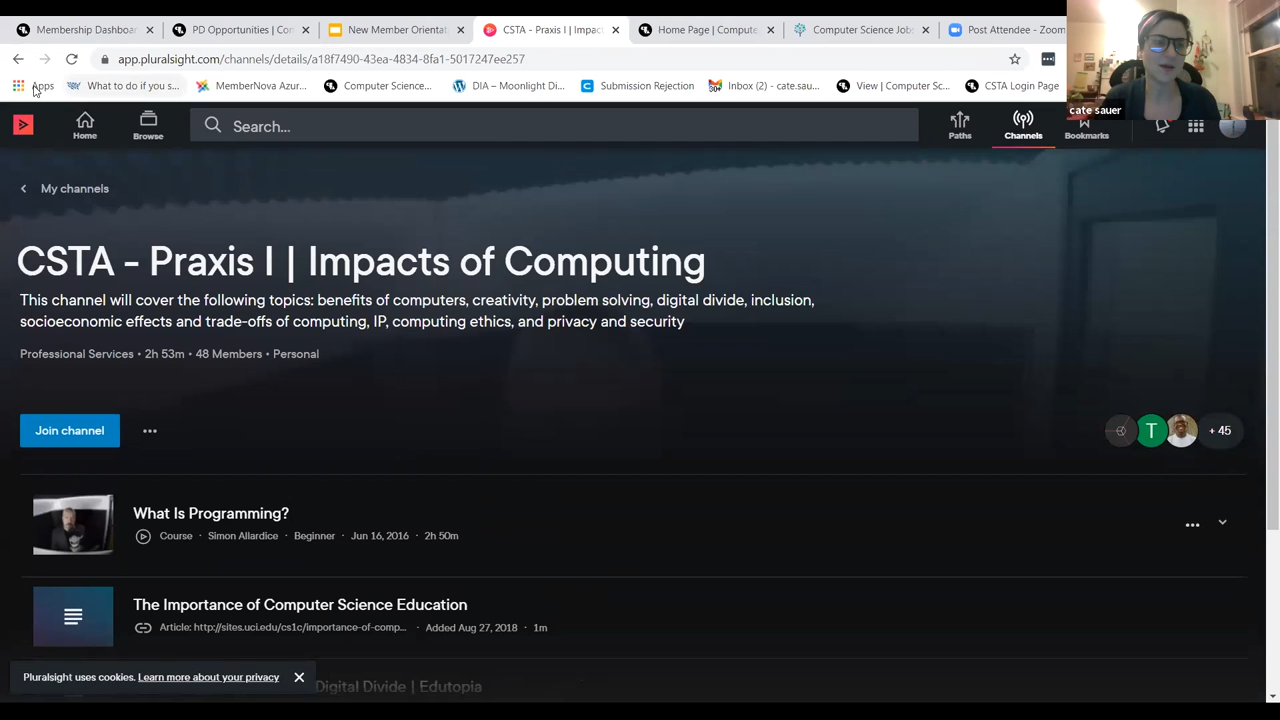 Membership Dashboar
PD Opportunities | Con
New Member Orientati
CSTA - Praxis I | Impact
Home Page | Compute
Computer Science Jobs
Post Attendee - Zoom
app.pluralsight.com/channels/details/a18f7490-43ea-4834-8fa1-5017247ee257
Apps
What to do if you s...
MemberNova Azur...
Computer Science...
DIA – Moonlight Di...
Submission Rejection
Inbox (2) - cate.sau...
View | Computer Sc...
CSTA Login Page
cate sauer
Home
Browse
Search...
Paths
Channels
Bookmarks
My channels
CSTA - Praxis I | Impacts of Computing
This channel will cover the following topics: benefits of computers, creativity, problem solving, digital divide, inclusion,
socioeconomic effects and trade-offs of computing, IP, computing ethics, and privacy and security
Professional Services • 2h 53m • 48 Members • Personal
Join channel
T
+ 45
What Is Programming?
Course · Simon Allardice · Beginner · Jun 16, 2016 · 2h 50m
The Importance of Computer Science Education
Article: http://sites.uci.edu/cs1c/importance-of-comp... · Added Aug 27, 2018 · 1m
Pluralsight uses cookies. Learn more about your privacy
Digital Divide | Edutopia